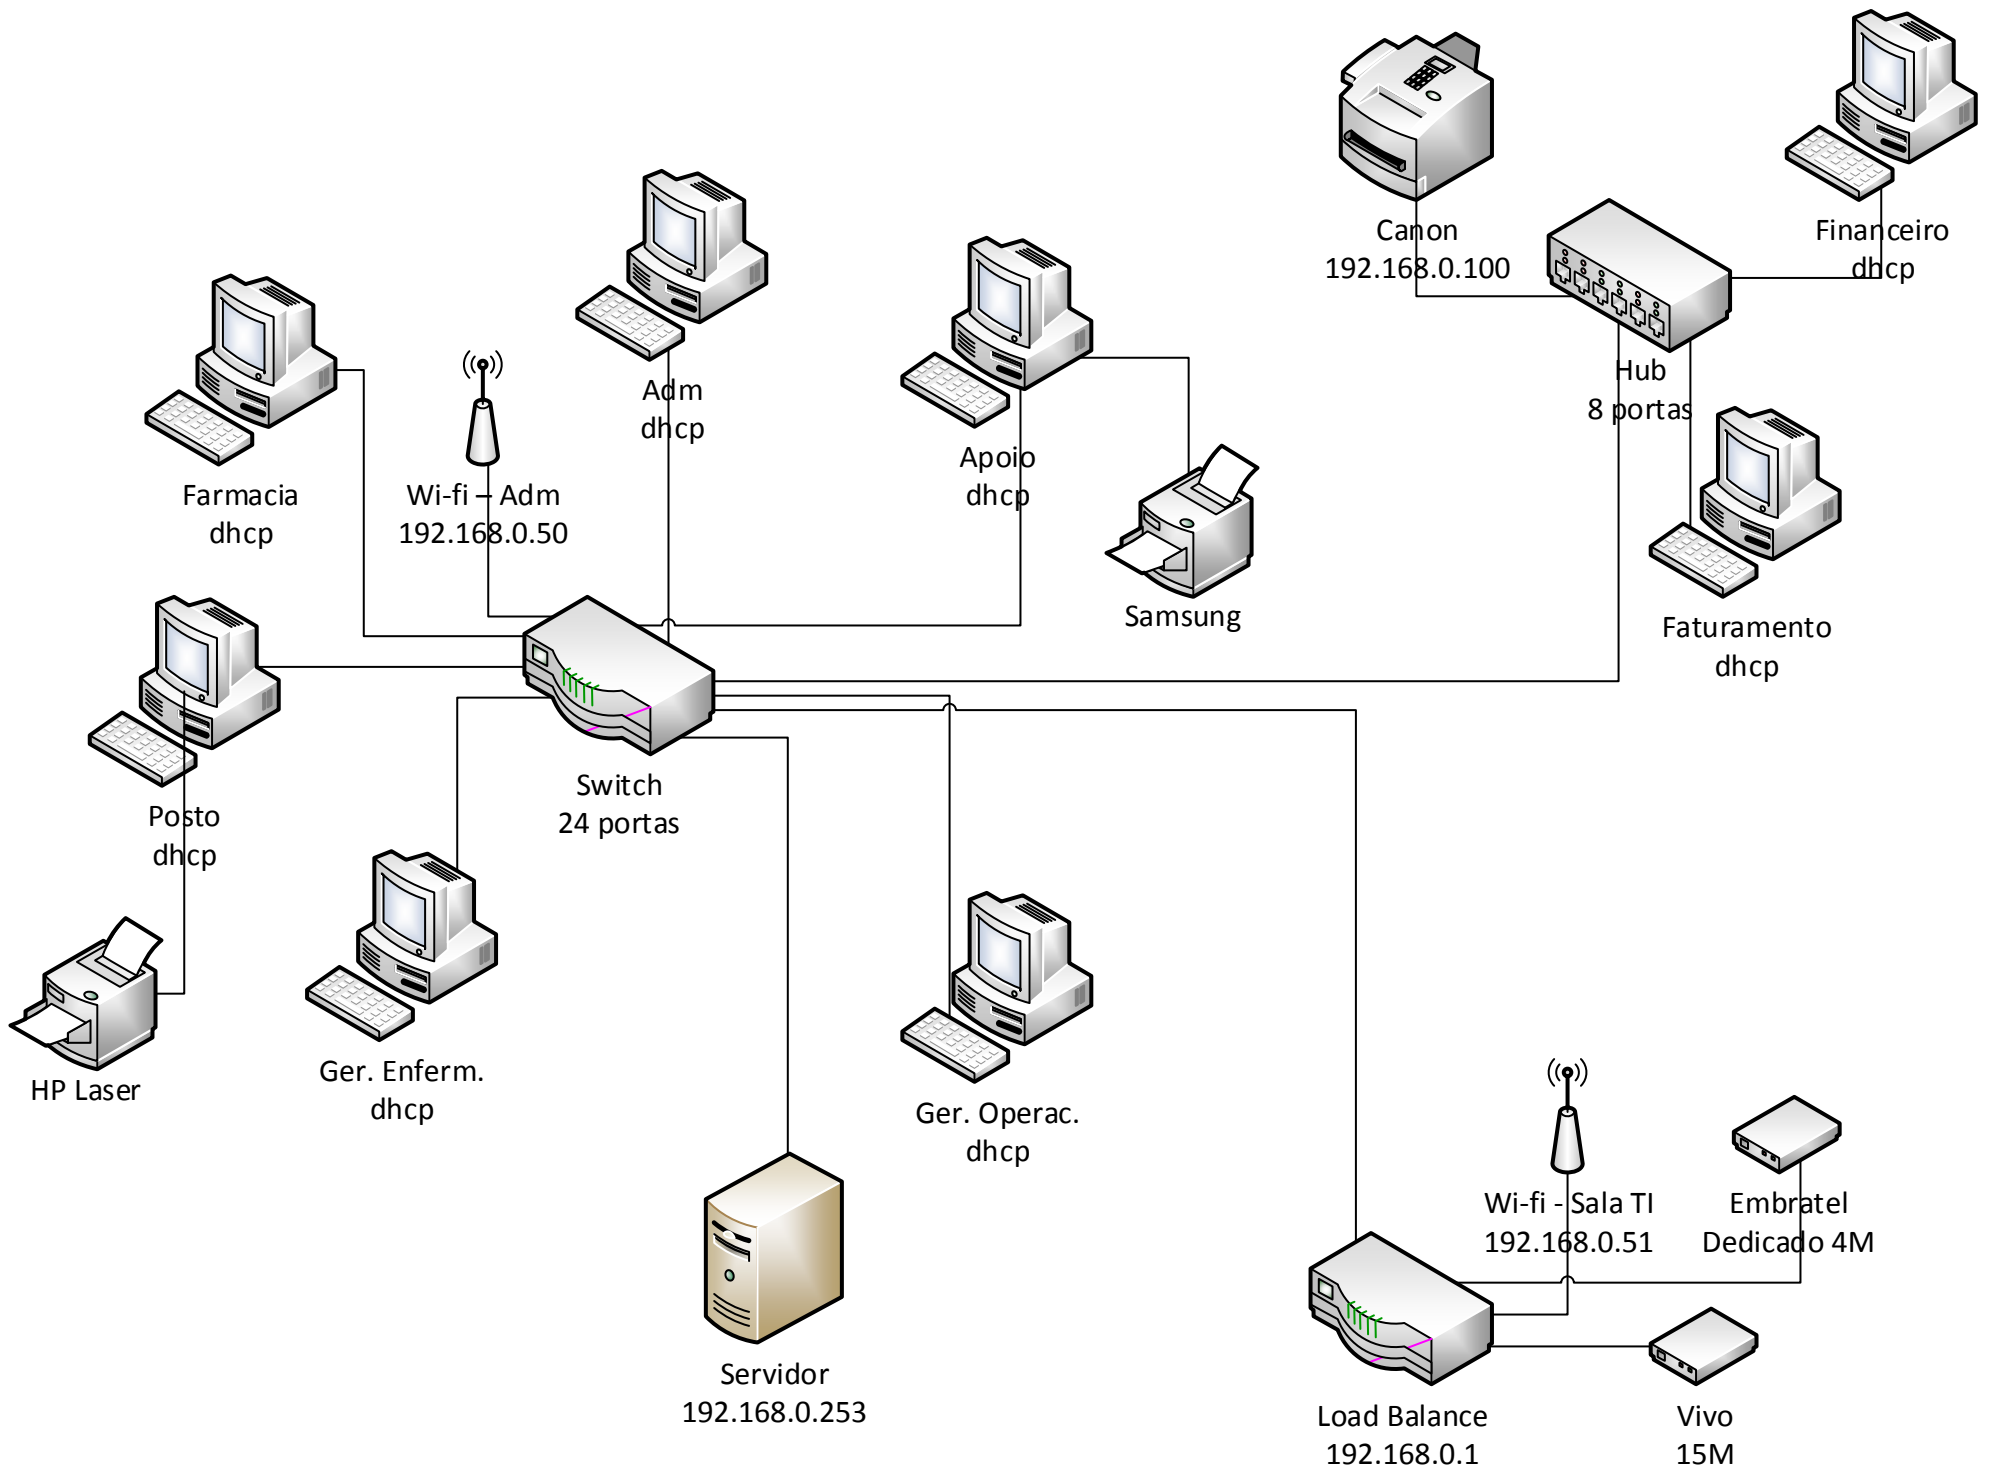 Canon
192.168.0.100
Financeiro
dhcp
Hub
8 portas
Adm
dhcp
Apoio
dhcp
Farmacia
dhcp
Wi-fi – Adm
192.168.0.50
Samsung
Faturamento
dhcp
Switch
24 portas
Posto
dhcp
HP Laser
Ger. Enferm.
dhcp
Ger. Operac.
dhcp
Wi-fi - Sala TI
192.168.0.51
Embratel
Dedicado 4M
Servidor
192.168.0.253
Load Balance
192.168.0.1
Vivo
15M